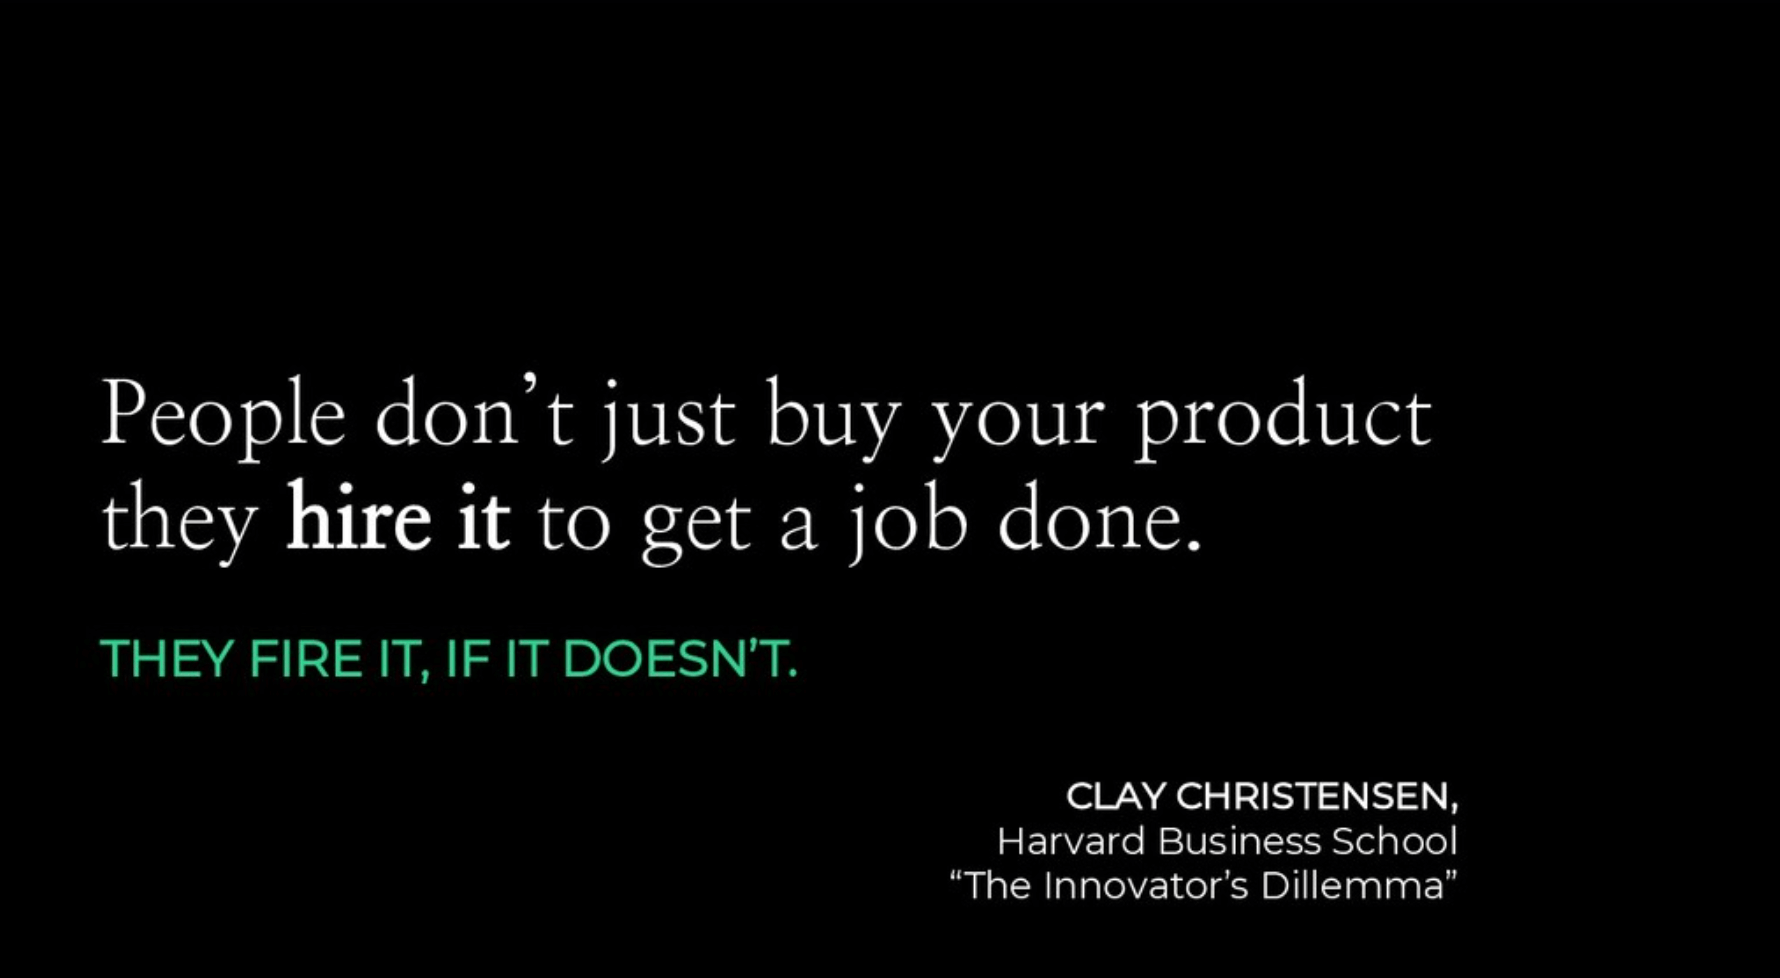 People don’t just buy your product
they hire it to get a job done.
THEY FIRE IT, IF IT DOESN’T.
CLAY CHRISTENSEN,
Harvard Business School
“The Innovator’s Dillemma”